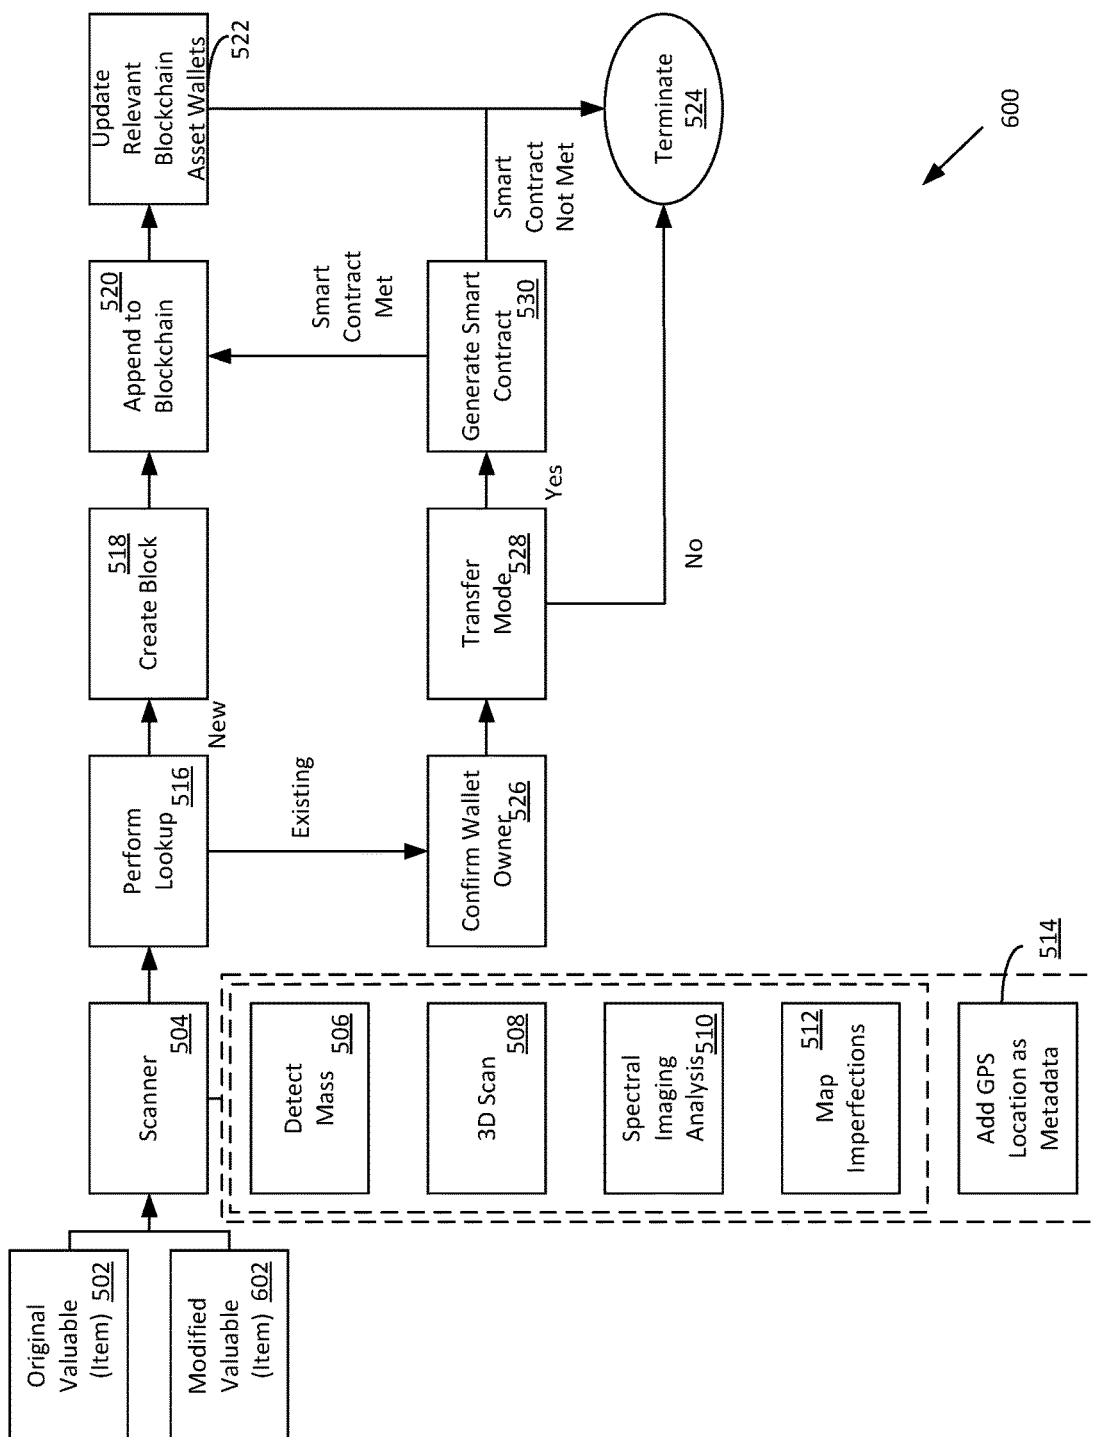 Original
Valuable
(Item) 502
Modified
Valuable
(Item) 602
Scanner
504
Detect
Mass
506
3D Scan
508
Spectral
Imaging
Analysis 510
512
Map
Imperfections
Add GPS
Location as
Metadata
514
Perform
Lookup
516
New
Existing
Confirm Wallet
Owner 526
518
Create Block
Transfer
Mode 528
Yes
No
520
Append to
Blockchain
Smart
Contract
Met
Generate Smart
Contract
530
Smart
Contract
Not Met
Update
Relevant
Blockchain
Asset Wallets
522
Terminate
524
600